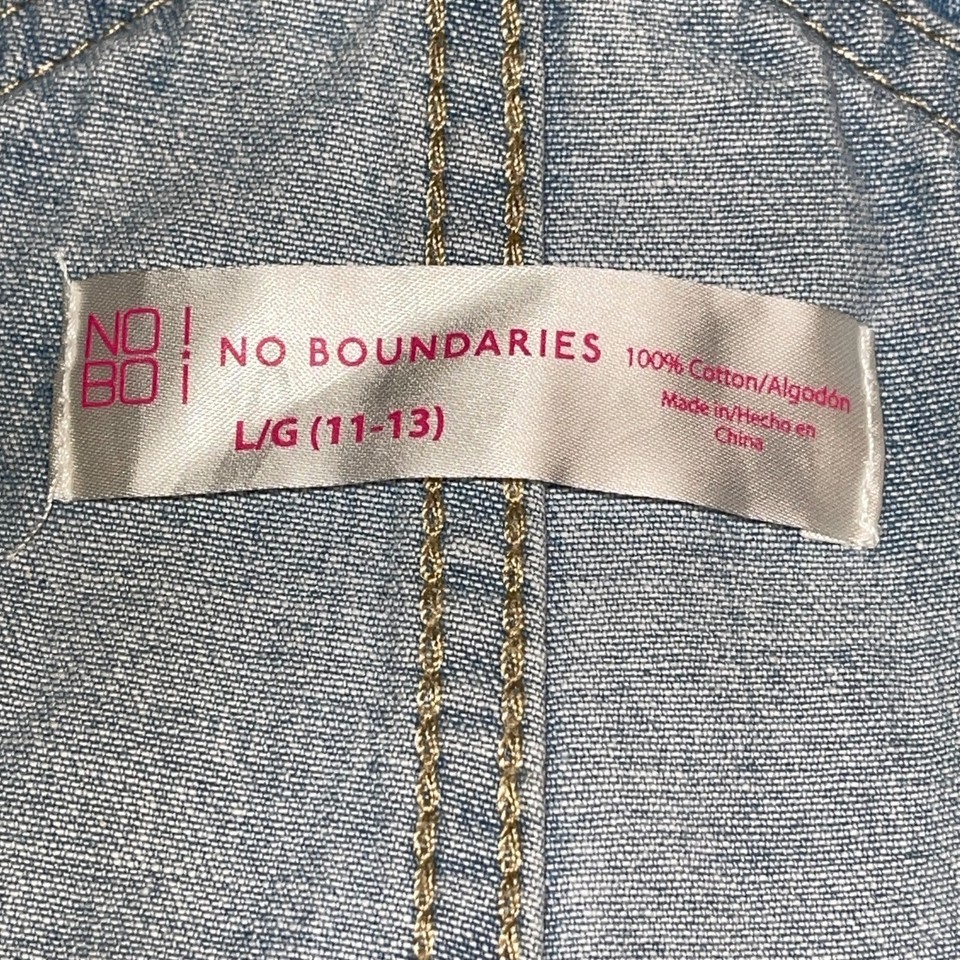 NO!
BO¡
NO BOUNDARIES
L/G (11-13)
100% Cotton/Algodón
Made in/Hecho en
China